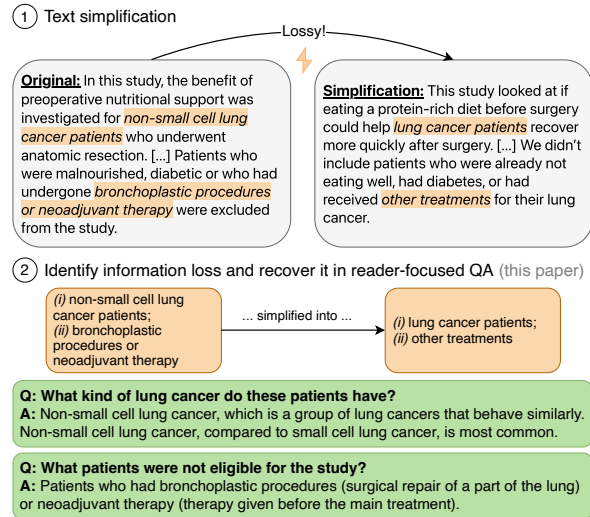 1 Text simplification
Lossy!
Original: In this study, the benefit of
preoperative nutritional support was
investigated for non-small cell lung
cancer patients who underwent
anatomic resection. [...] Patients who
were malnourished, diabetic or who had
undergone bronchoplastic procedures
or neoadjuvant therapy were excluded
from the study.
Simplification: This study looked at if
eating a protein-rich diet before surgery
could help lung cancer patients recover
more quickly after surgery. [...] We didn't
include patients who were already not
eating well, had diabetes, or had
received other treatments for their lung
cancer.
2 Identify information loss and recover it in reader-focused QA (this paper)
(i) non-small cell lung
cancer patients;
(ii) bronchoplastic
procedures or
neoadjuvant therapy
... simplified into ...
(i) lung cancer patients;
(ii) other treatments
Q: What kind of lung cancer do these patients have?
A: Non-small cell lung cancer, which is a group of lung cancers that behave similarly.
Non-small cell lung cancer, compared to small cell lung cancer, is most common.
Q: What patients were not eligible for the study?
A: Patients who had bronchoplastic procedures (surgical repair of a part of the lung)
or neoadjuvant therapy (therapy given before the main treatment).